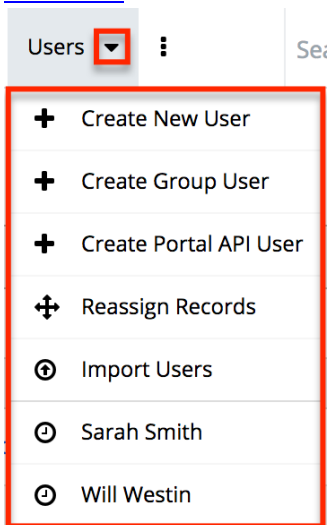 Users
Sea
Create New User
Create Group User
Create Portal API User
Reassign Records
Import Users
Sarah Smith
Will Westin